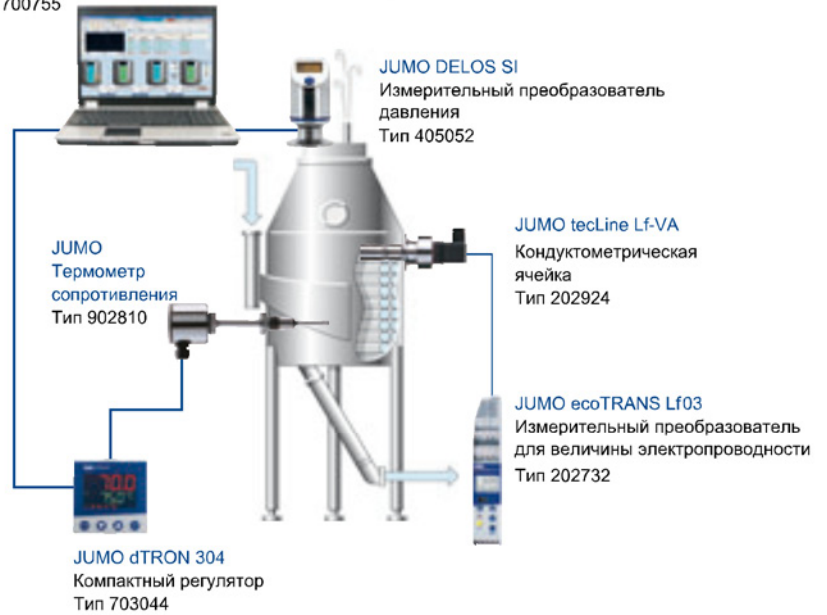 700755
JUMO DELOS SI
Измерительный преобразователь
давления
Тип 405052
JUMO tecLine Lf-VA
Кондуктометрическая
ячейка
Тип 202924
JUMO
Термометр
сопротивления
Тип 902810
JUMO ecoTRANS Lf03
Измерительный преобразователь
для величины электропроводности
Тип 202732
70.0
JUMO dTRON 304
Компактный регулятор
Тип 703044